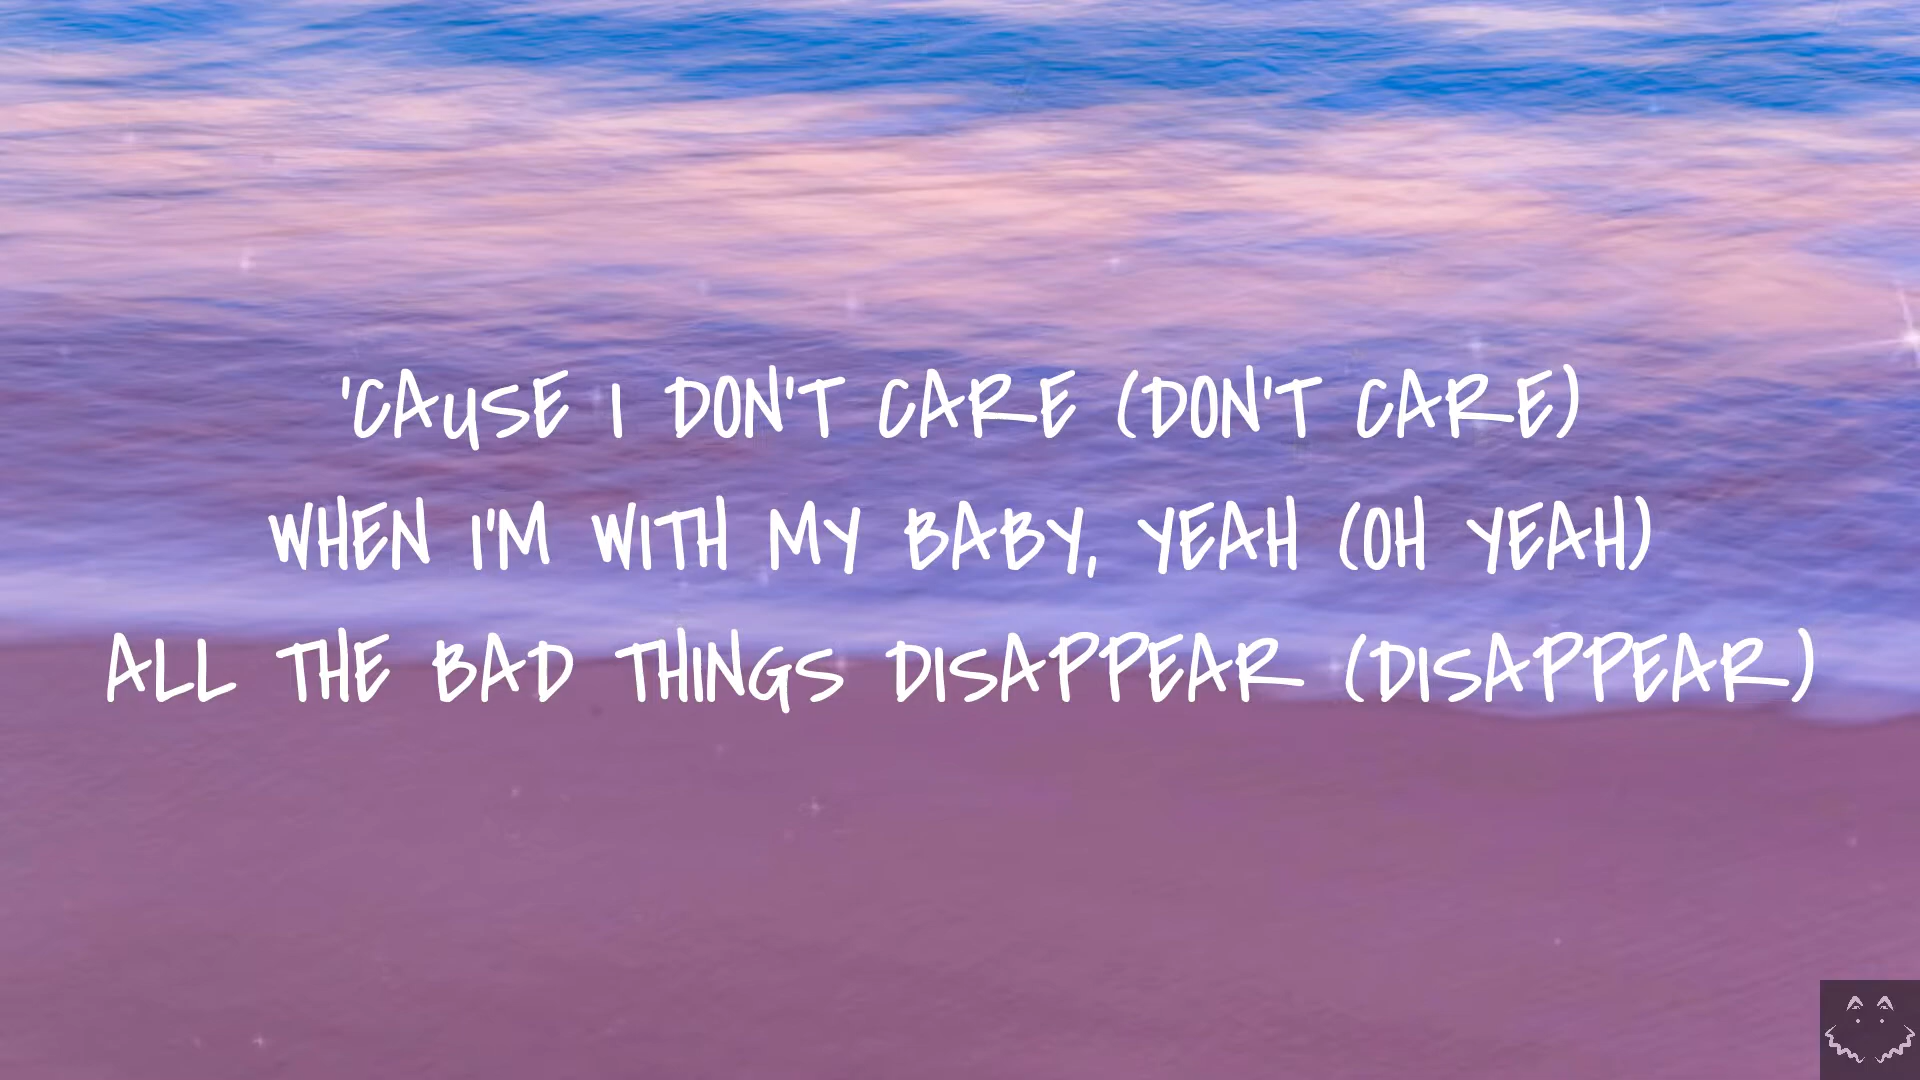 'CAUSE I DON'T CARE (DON'T CARE)
WHEN I'M WITH MY BABY, YEAH (OH YEAH)
ALL THE BAD THINGS DISAPPEAR (DISAPPEAR)